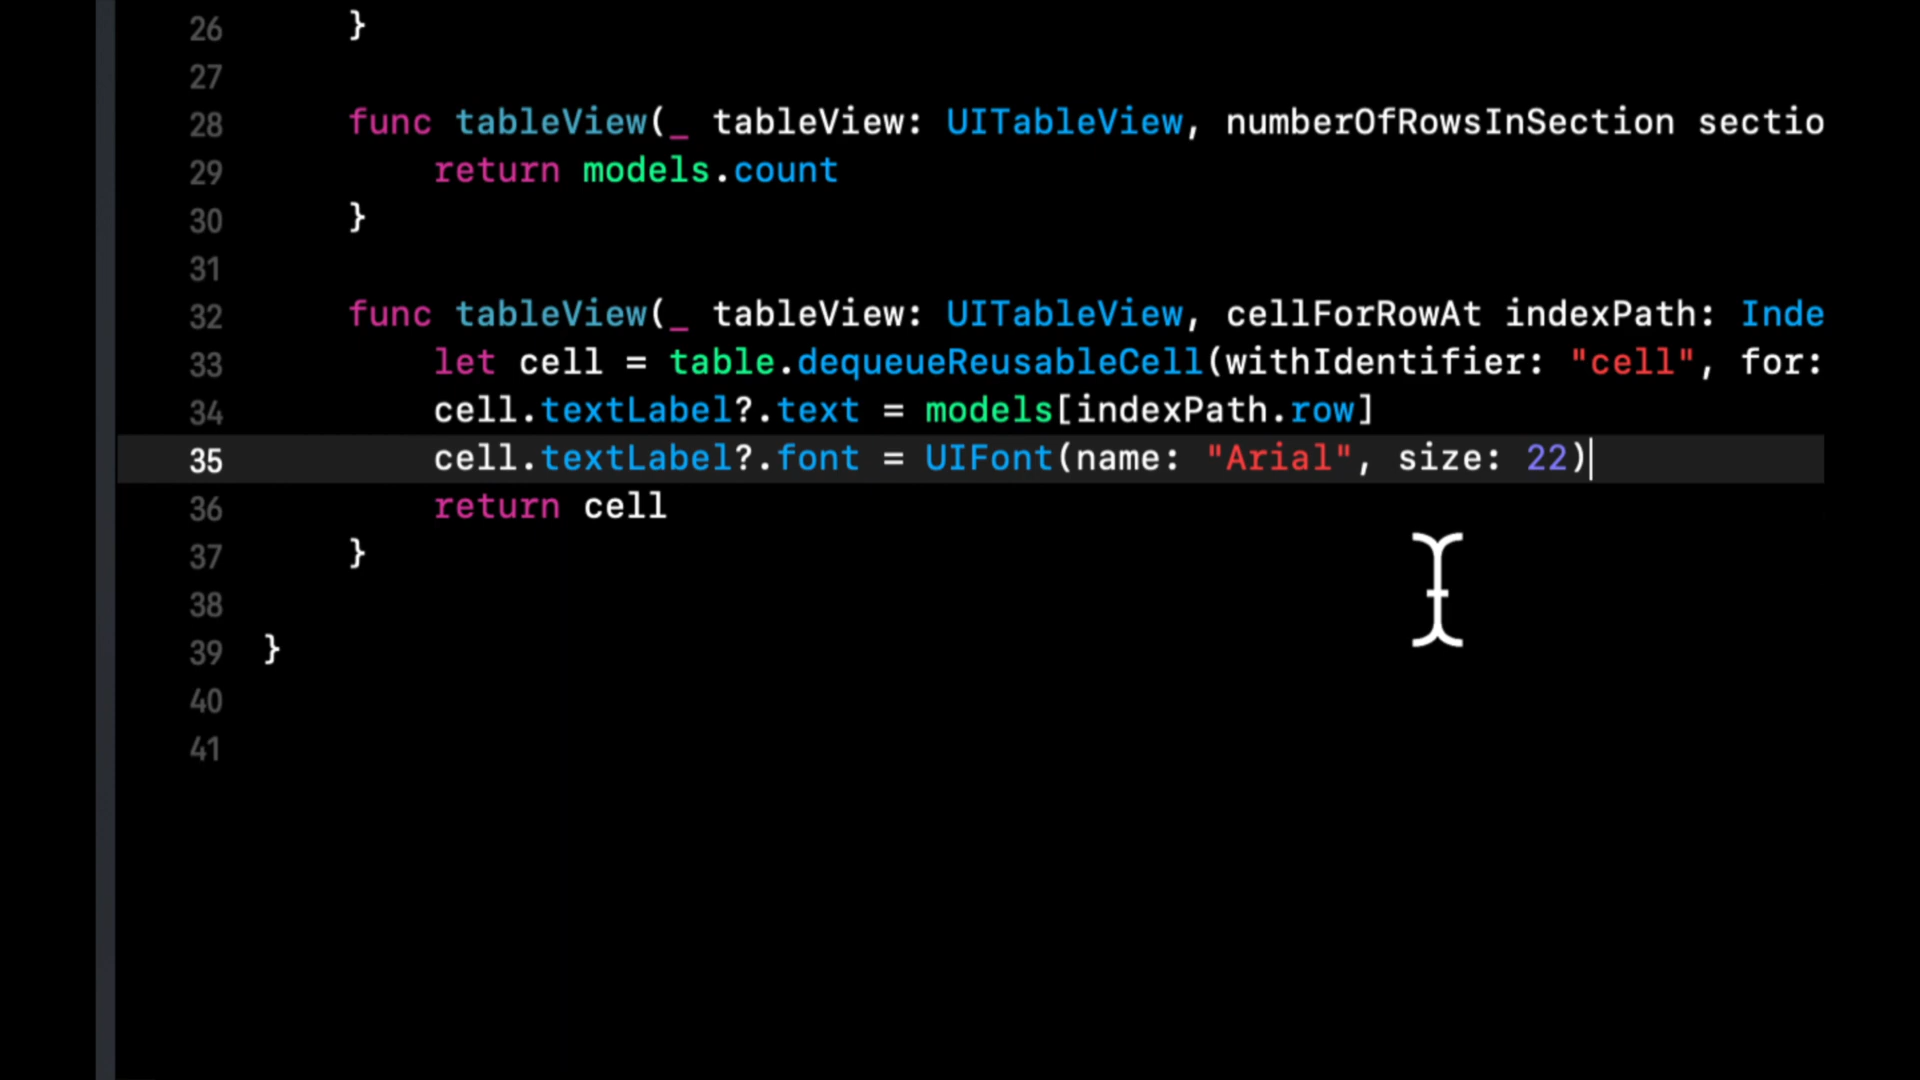 26 }
27
28 func tableView(_ tableView: UITableView, numberOfRowsInSection sectio
29 return models.count
30 }
31
32 func tableView(_ tableView: UITableView, cellForRowAt indexPath: Inde
33 let cell = table.dequeueReusableCell(withIdentifier: "cell", for:
34 cell.textLabel?.text = models[indexPath.row]
35 cell.textLabel?.font = UIFont(name: "Arial", size: 22)
36 return cell
37 }
38
39 }
40
41